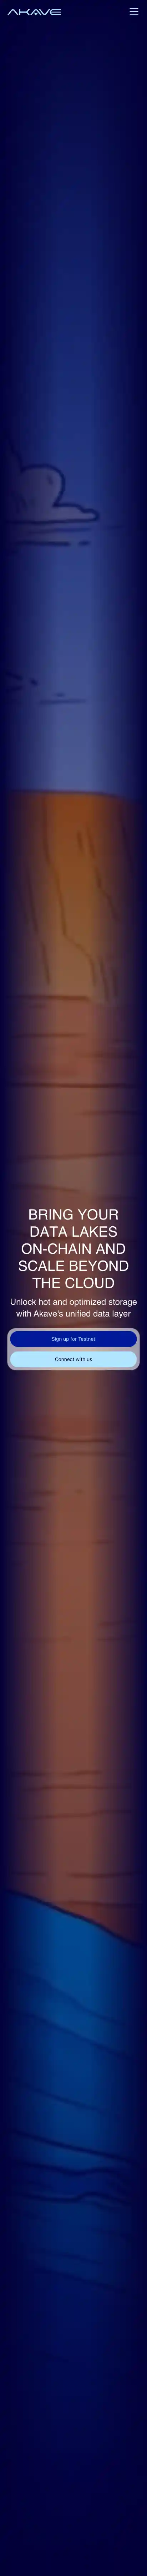 AKAVE
BRING YOUR
DATA LAKES
ON-CHAIN AND
SCALE BEYOND
THE CLOUD
Unlock hot and optimized storage
with Akave's unified data layer
Sign up for Testnet
Connect with us